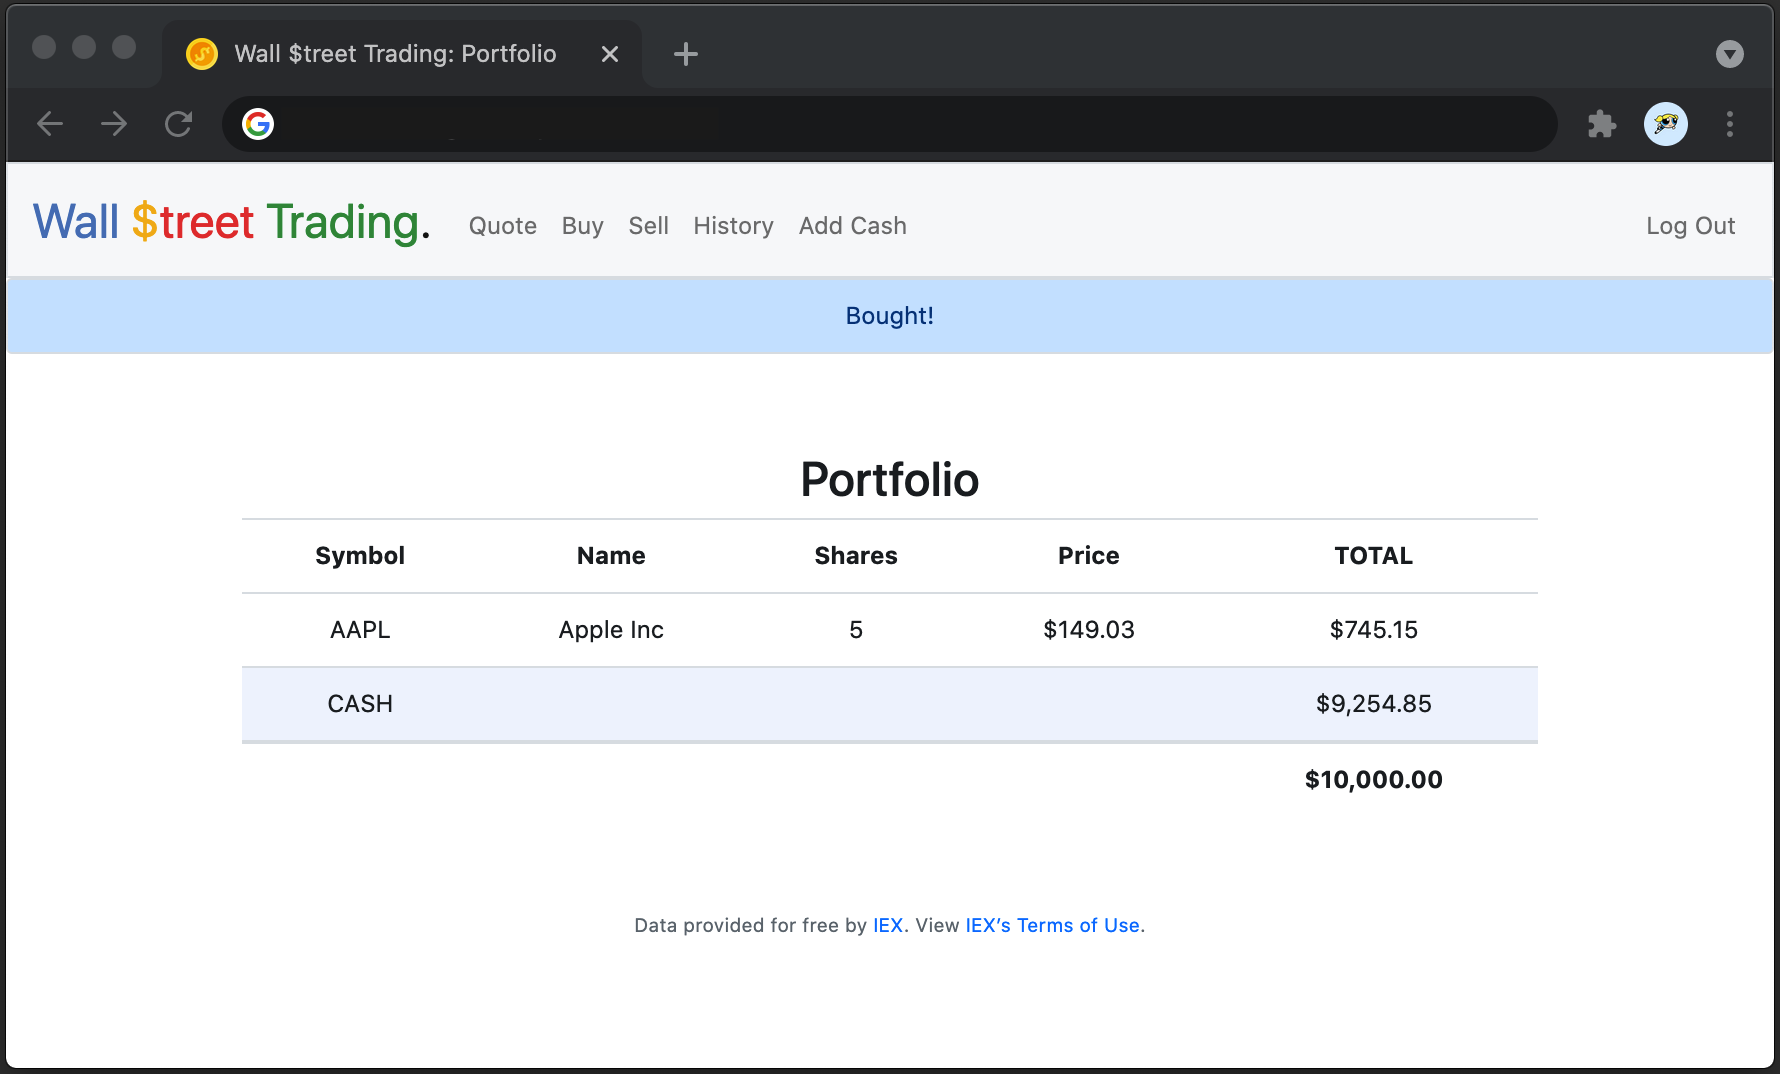 Wall $treet Trading: Portfolio
Wall $treet Trading. Quote Buy Sell History Add Cash Log Out
Bought!
Portfolio
Symbol Name Shares Price TOTAL
AAPL Apple Inc 5 $149.03 $745.15
CASH $9,254.85
$10,000.00
Data provided for free by IEX. View IEX’s Terms of Use.